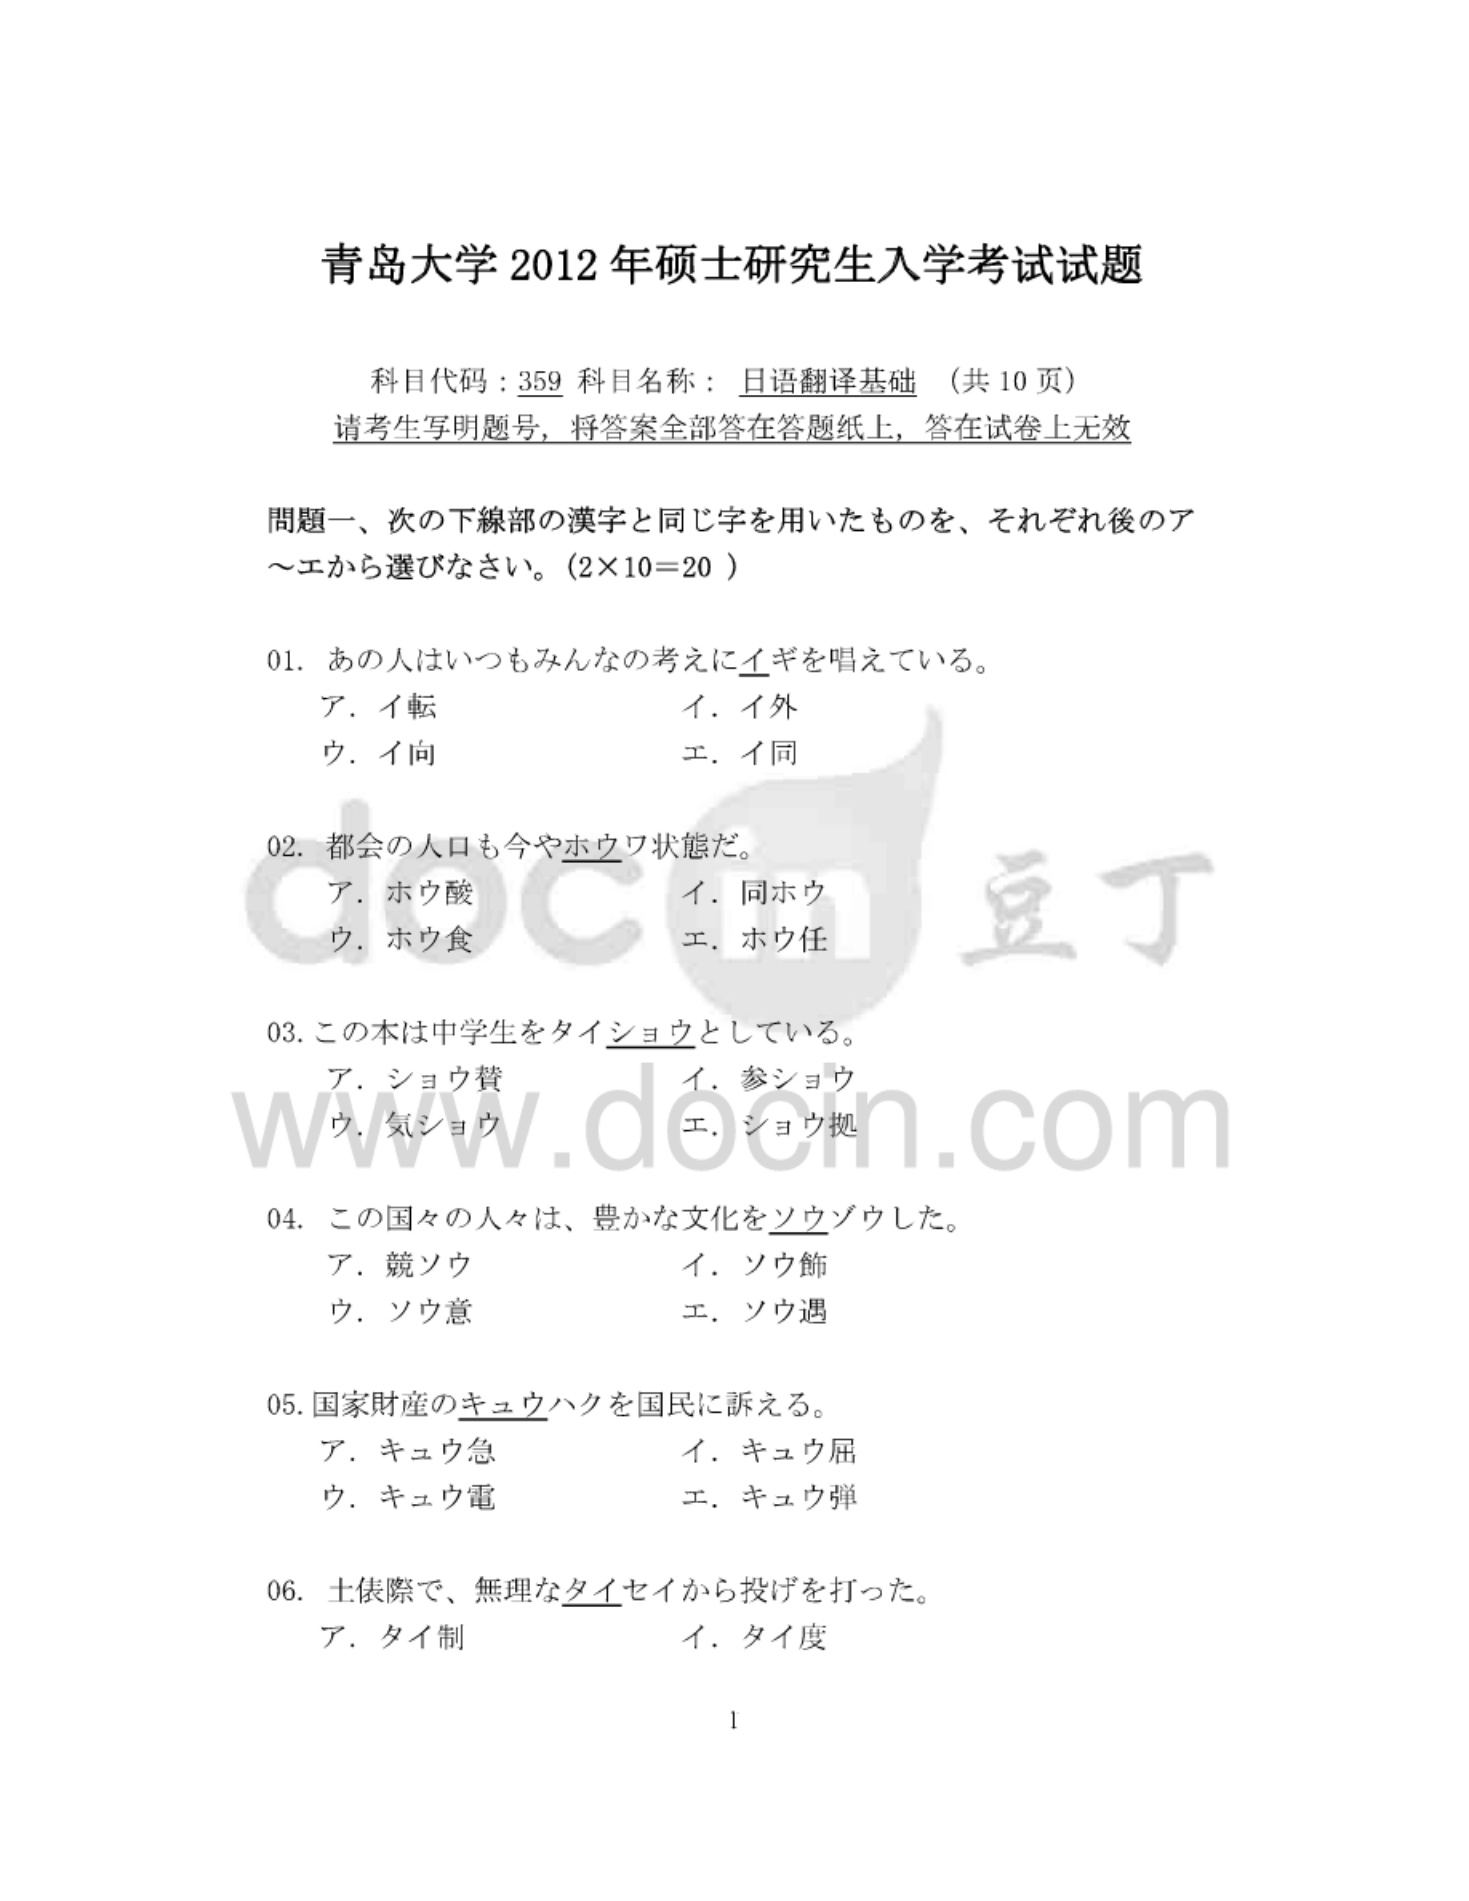 青岛大学 2012 年硕士研究生入学考试试题
科目代码：359 科目名称： 日语翻译基础 （共 10 页）
请考生写明题号，将答案全部答在答题纸上，答在试卷上无效
問題一、次の下線部の漢字と同じ字を用いたものを、それぞれ後のア
～エから選びなさい。（2×10＝20 ）
01. あの人はいつもみんなの考えにイギを唱えている。
ア．イ転 イ．イ外
ウ．イ向 エ．イ同
02. 都会の人口も今やホウワ状態だ。
ア．ホウ酸 イ．同ホウ
ウ．ホウ食 エ．ホウ任
03. この本は中学生をタイショウとしている。
ア．ショウ賛 イ．参ショウ
ウ．気ショウ エ．ショウ拠
04. この国々の人々は、豊かな文化をソウゾウした。
ア．競ソウ イ．ソウ飾
ウ．ソウ意 エ．ソウ遇
05. 国家財産のキュウハクを国民に訴える。
ア．キュウ急 イ．キュウ屈
ウ．キュウ電 エ．キュウ弾
06. 土俵際で、無理なタイセイから投げを打った。
ア．タイ制 イ．タイ度
1
docin 豆丁
www.docin.com